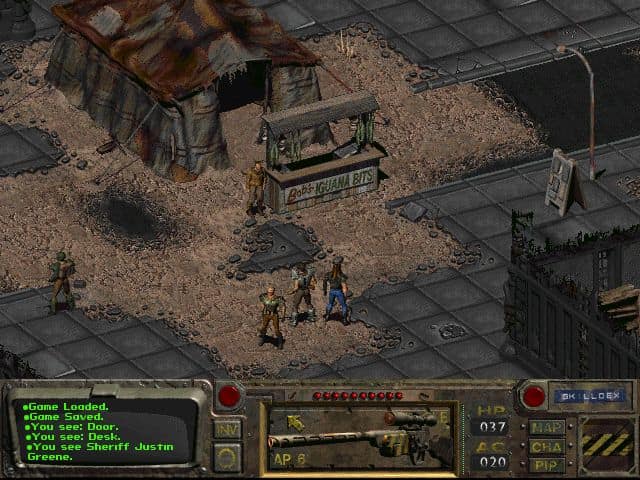 Bob's IGUANA BITS
Game Loaded.
Game Saved.
You see: Door.
You see: Desk.
You see Sheriff Justin
Greene.
INV
AP 6
HP
037
AC
020
SKILLDEX
MAP
CHA
PIP